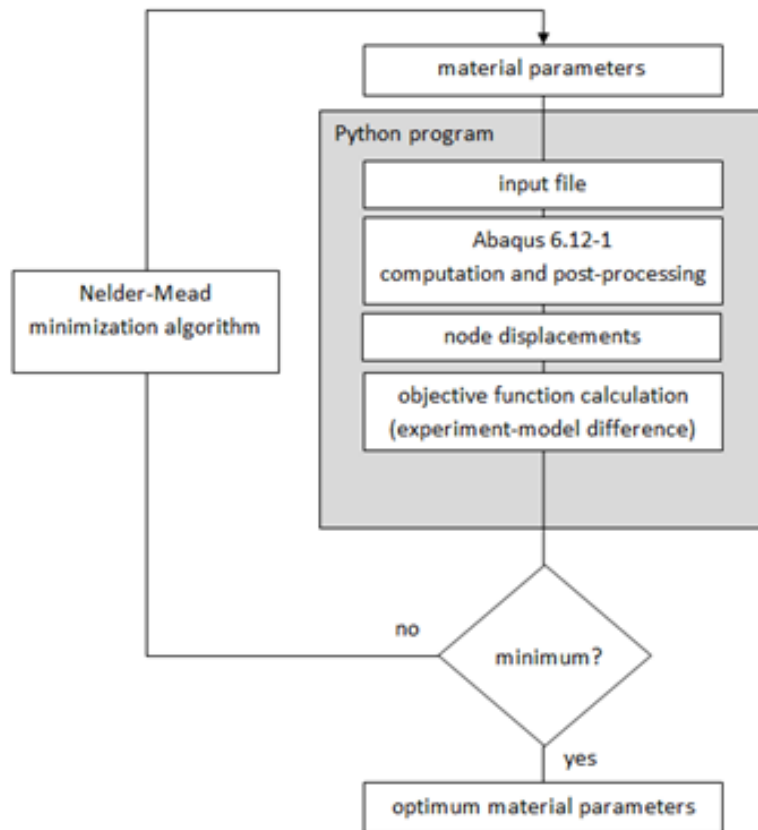 material parameters
Python program
input file
Abaqus 6.12-1
computation and post-processing
Nelder-Mead
minimization algorithm
node displacements
objective function calculation
(experiment-model difference)
no
minimum?
yes
optimum material parameters